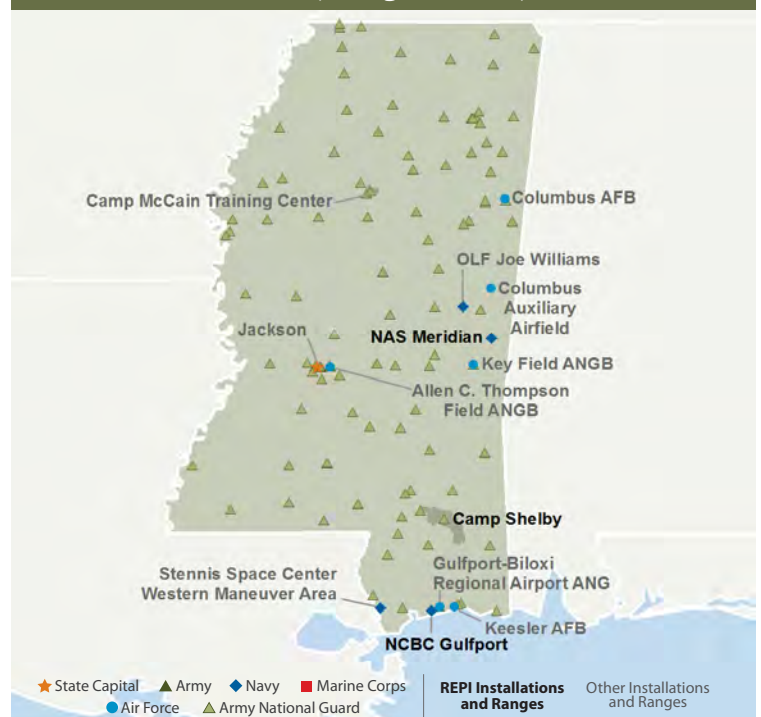 Camp McCain Training Center
Columbus AFB
OLF Joe Williams
Columbus
Auxiliary
Airfield
Jackson
NAS Meridian
Key Field ANGB
Allen C. Thompson
Field ANGB
Camp Shelby
Gulfport-Biloxi
Regional Airport ANG
Stennis Space Center
Western Maneuver Area
Keesler AFB
NCBC Gulfport
State Capital
Army
Navy
Marine Corps
Air Force
Army National Guard
REPI Installations
and Ranges
Other Installations
and Ranges